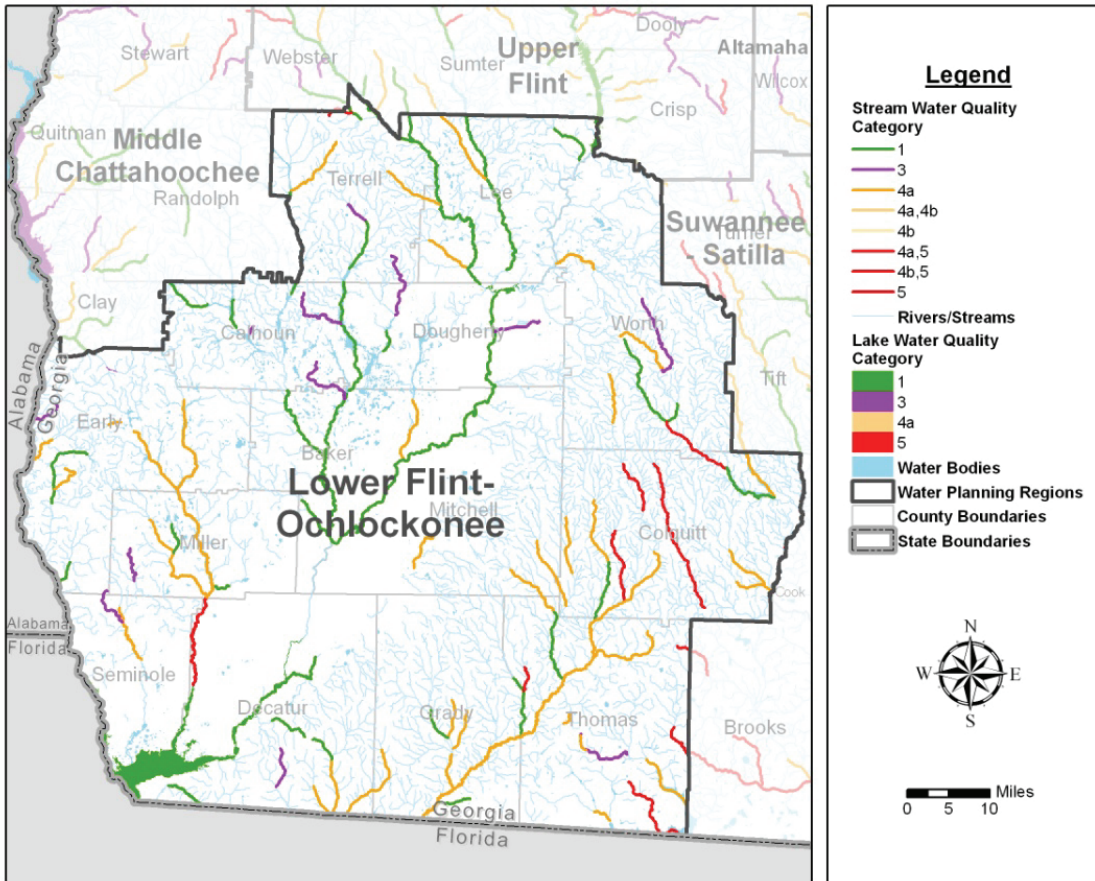 Dooly
Stewart
Webster
Upper
Flint
Sumter
Altamaha
Wilcox
Crisp
Quitman
Middle
Chattahoochee
Randolph
Terrell
Lee
Suwannee
- Satilla
Turner
Clay
Calhoun
Dougherty
Worth
Tift
Alabama
Georgia
Early
Baker
Lower Flint-
Ochlockonee
Mitchell
Colquitt
Miller
Cook
Alabama
Florida
Seminole
Decatur
Grady
Thomas
Brooks
Georgia
Florida
Legend
Stream Water Quality
Category
1
3
4a
4a,4b
4b
4a,5
4b,5
5
Rivers/Streams
Lake Water Quality
Category
1
3
4a
5
Water Bodies
Water Planning Regions
County Boundaries
State Boundaries
N
W E
S
Miles
0 5 10